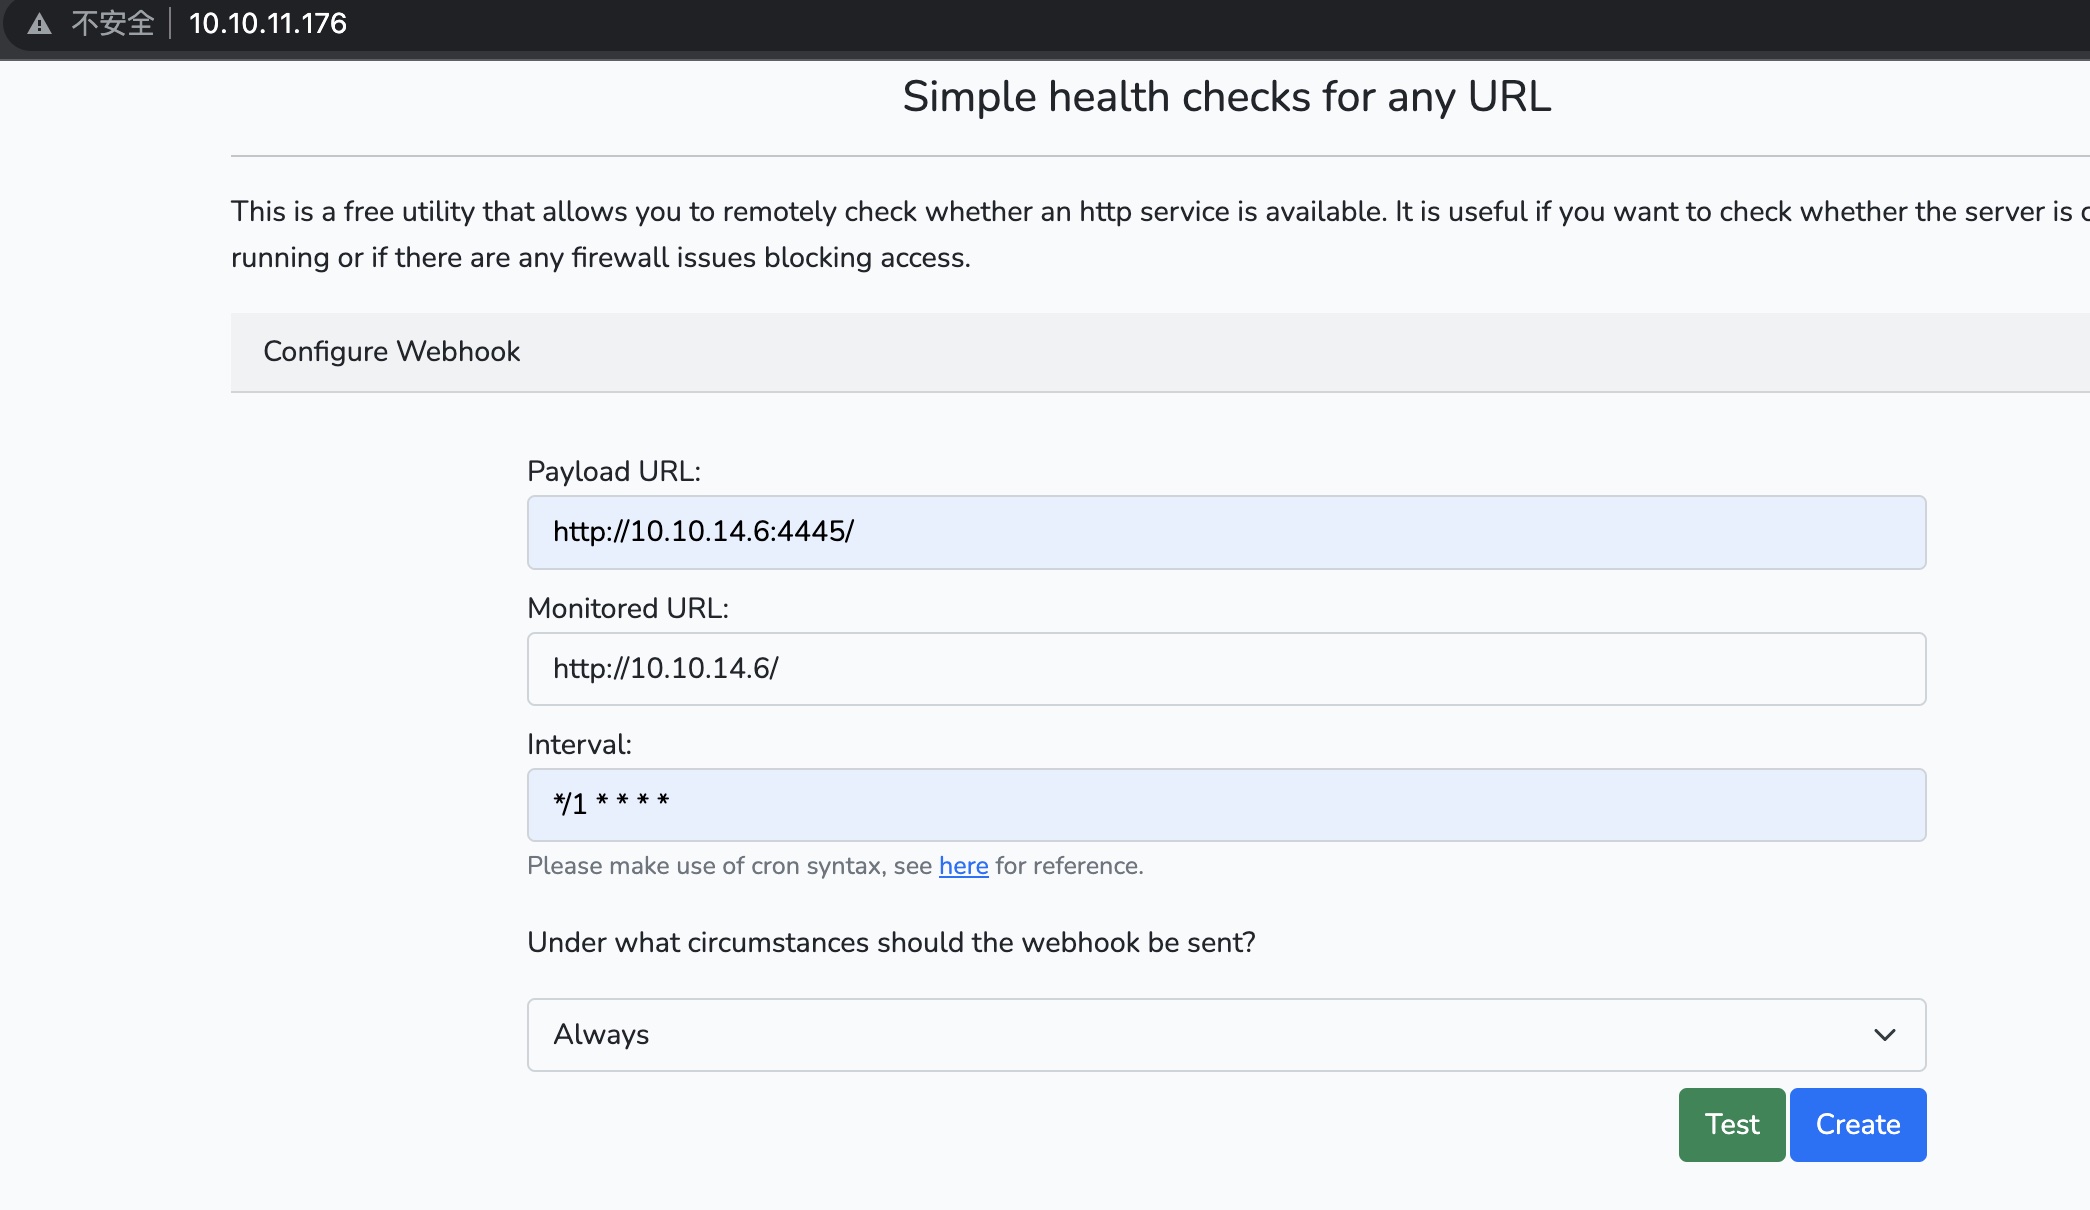 不安全 | 10.10.11.176
Simple health checks for any URL
This is a free utility that allows you to remotely check whether an http service is available. It is useful if you want to check whether the server is
running or if there are any firewall issues blocking access.
Configure Webhook
Payload URL:
http://10.10.14.6:4445/
Monitored URL:
http://10.10.14.6/
Interval:
*/1 * * * *
Please make use of cron syntax, see here for reference.
Under what circumstances should the webhook be sent?
Always
Test Create